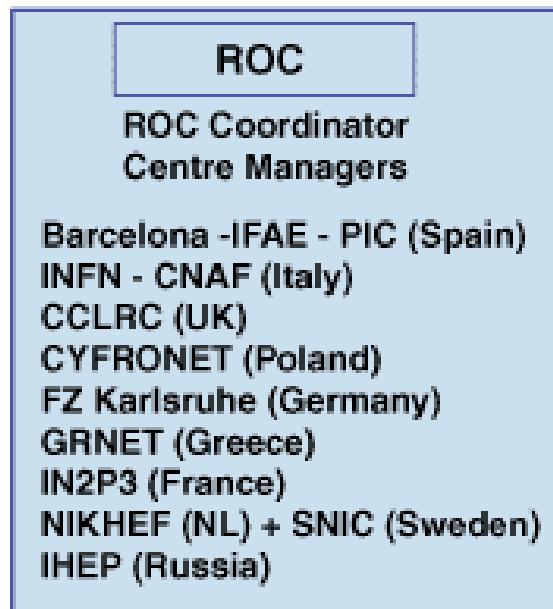 ROC
ROC Coordinator
Centre Managers
Barcelona -IFAE - PIC (Spain)
INFN - CNAF (Italy)
CCLRC (UK)
CYFRONET (Poland)
FZ Karlsruhe (Germany)
GRNET (Greece)
IN2P3 (France)
NIKHEF (NL) + SNIC (Sweden)
IHEP (Russia)